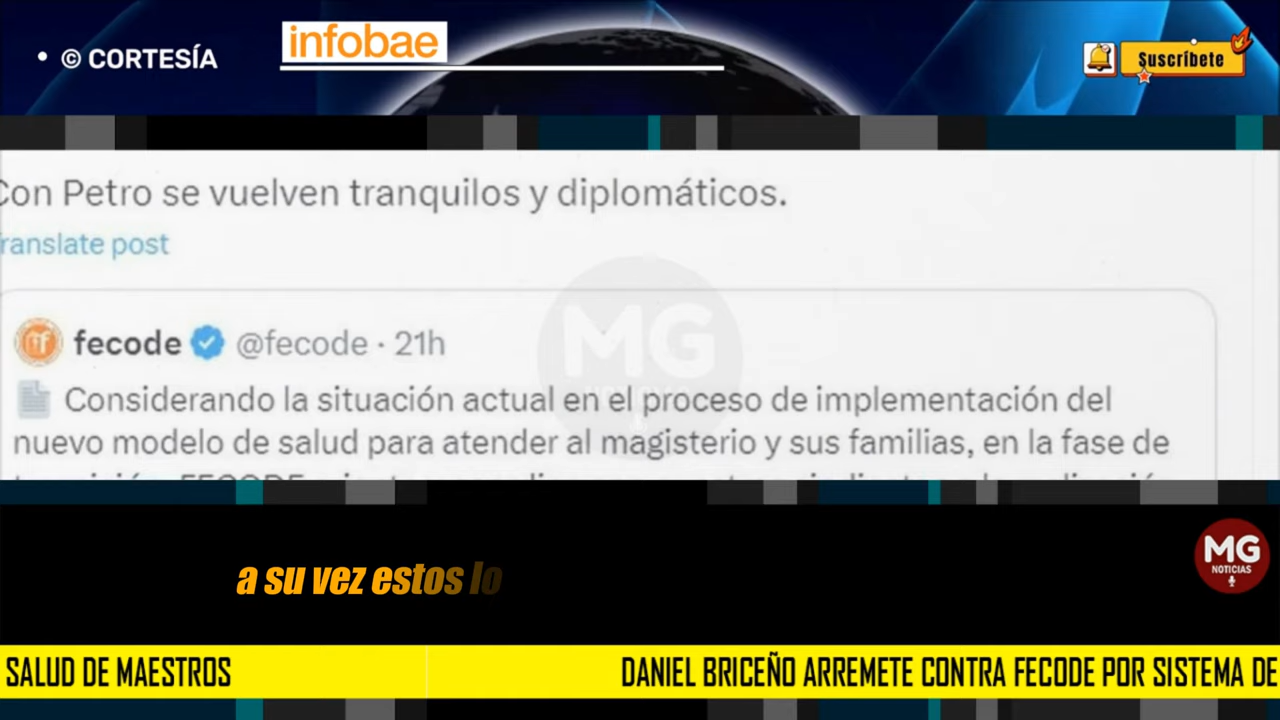 • © CORTESÍA
infobae
Suscríbete
Con Petro se vuelven tranquilos y diplomáticos.
ranslate post
fecode @fecode · 21h
Considerando la situación actual en el proceso de implementación del
nuevo modelo de salud para atender al magisterio y sus familias, en la fase de
MG
a su vez estos lo
MG
NOTICIAS
SALUD DE MAESTROS
DANIEL BRICEÑO ARREMETE CONTRA FECODE POR SISTEMA DE